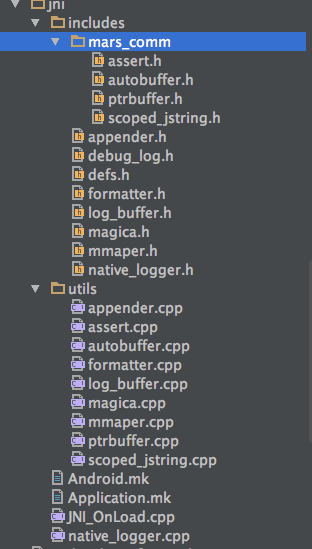 jni
includes
mars_comm
assert.h
autobuffer.h
ptrbuffer.h
scoped_jstring.h
appender.h
debug_log.h
defs.h
formatter.h
log_buffer.h
magica.h
mmaper.h
native_logger.h
utils
appender.cpp
assert.cpp
autobuffer.cpp
formatter.cpp
log_buffer.cpp
magica.cpp
mmaper.cpp
ptrbuffer.cpp
scoped_jstring.cpp
Android.mk
Application.mk
JNI_OnLoad.cpp
native_logger.cpp